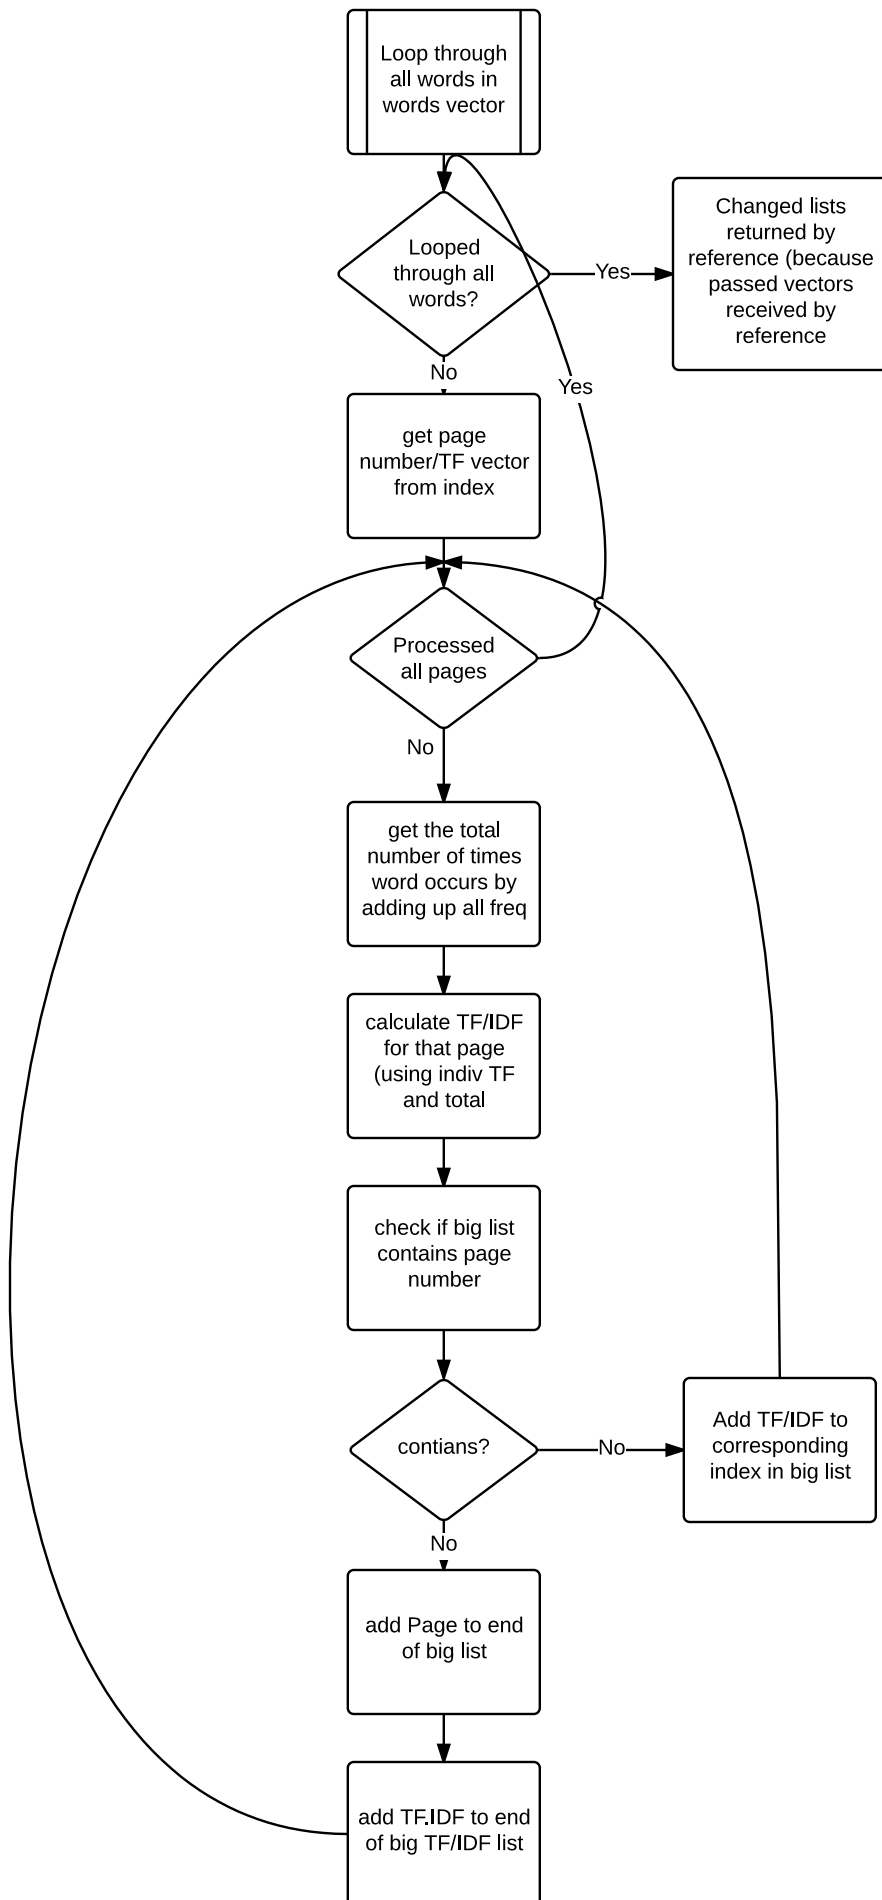 Loop through
all words in
words vector
Looped
through all
words?
Yes
Changed lists
returned by
reference (because
passed vectors
received by
reference
No
Yes
get page
number/TF vector
from index
Processed
all pages
No
get the total
number of times
word occurs by
adding up all freq
calculate TF/IDF
for that page
(using indiv TF
and total
check if big list
contains page
number
contians?
No
Add TF/IDF to
corresponding
index in big list
No
add Page to end
of big list
add TF.IDF to end
of big TF/IDF list